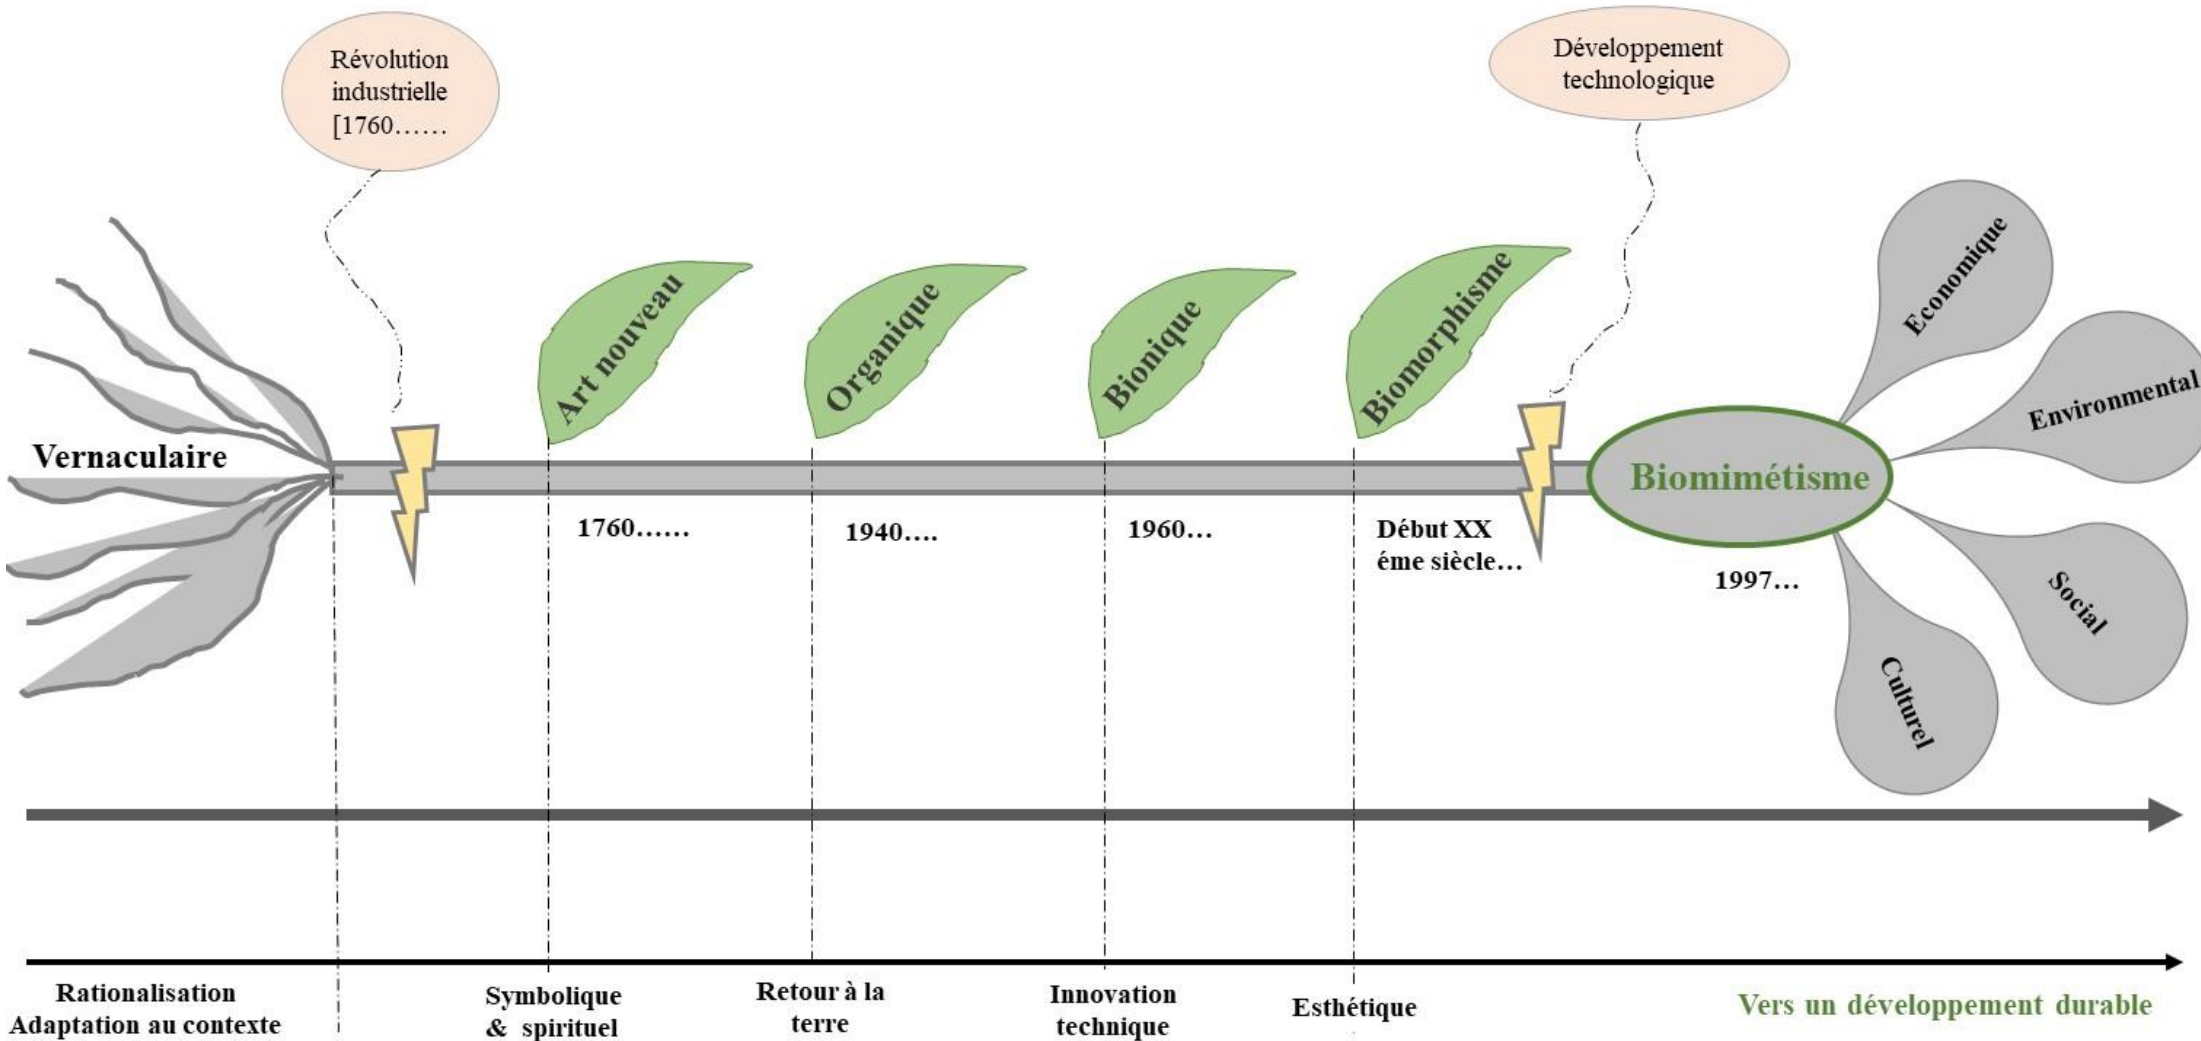 Révolution
industrielle
[1760……
Développement
technologique
Vernaculaire
Art nouveau
Organique
Bionique
Biomorphisme
Biomimétisme
Economique
Environmental
Social
Culturel
1760……
1940….
1960…
Début XX
éme siècle…
1997…
Rationalisation
Adaptation au contexte
Symbolique
& spirituel
Retour à la
terre
Innovation
technique
Esthétique
Vers un développement durable